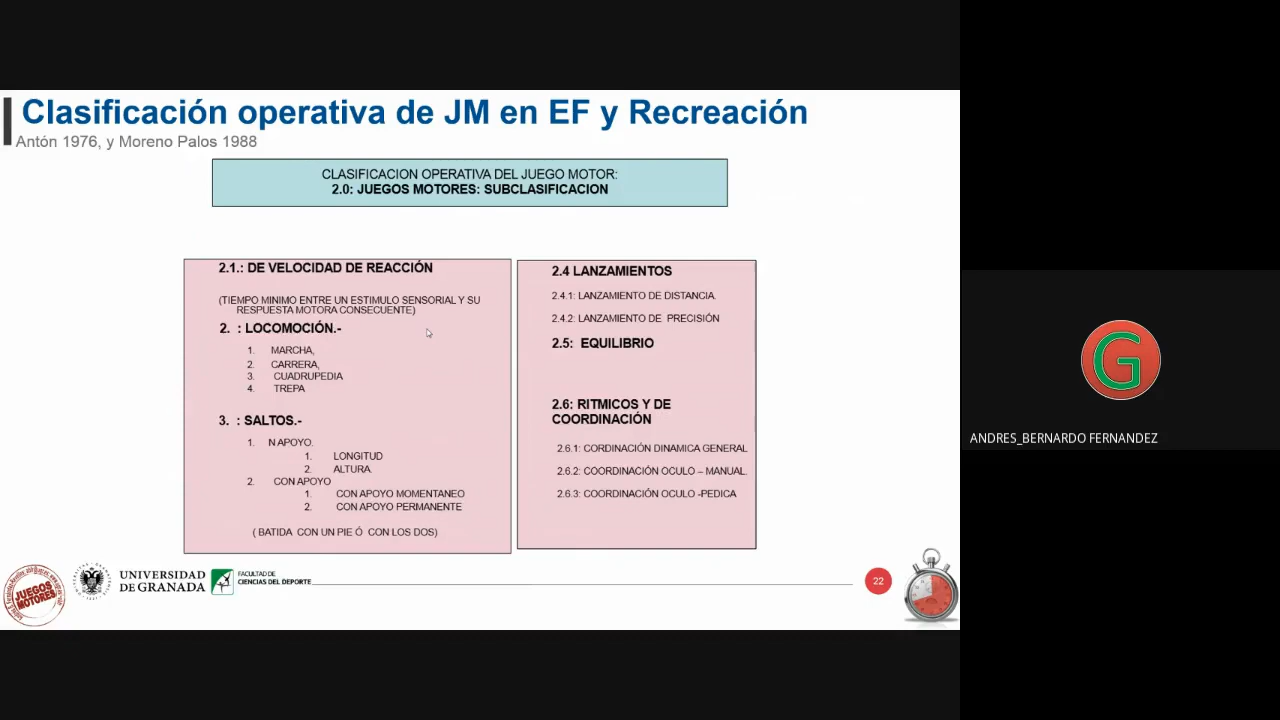 Clasificación operativa de JM en EF y Recreación
Antón 1976, y Moreno Palos 1988
CLASIFICACION OPERATIVA DEL JUEGO MOTOR:
2.0: JUEGOS MOTORES: SUBCLASIFICACION
2.1.: DE VELOCIDAD DE REACCIÓN
(TIEMPO MINIMO ENTRE UN ESTIMULO SENSORIAL Y SU
RESPUESTA MOTORA CONSECUENTE)
2. : LOCOMOCIÓN.-
1. MARCHA,
2. CARRERA,
3. CUADRUPEDIA
4. TREPA
3. : SALTOS.-
1. N APOYO.
1. LONGITUD
2. ALTURA.
2. CON APOYO
1. CON APOYO MOMENTANEO
2. CON APOYO PERMANENTE
( BATIDA CON UN PIE Ó CON LOS DOS)
2.4 LANZAMIENTOS
2.4.1: LANZAMIENTO DE DISTANCIA.
2.4.2: LANZAMIENTO DE PRECISIÓN
2.5: EQUILIBRIO
2.6: RITMICOS Y DE
COORDINACIÓN
2.6.1: CORDINACIÓN DINAMICA GENERAL
2.6.2: COORDINACIÓN OCULO – MANUAL.
2.6.3: COORDINACIÓN OCULO -PEDICA
JUEGOS
MOTORES
UNIVERSIDAD
DE GRANADA
FACULTAD DE
CIENCIAS DEL DEPORTE
22
G
ANDRES_BERNARDO FERNANDEZ